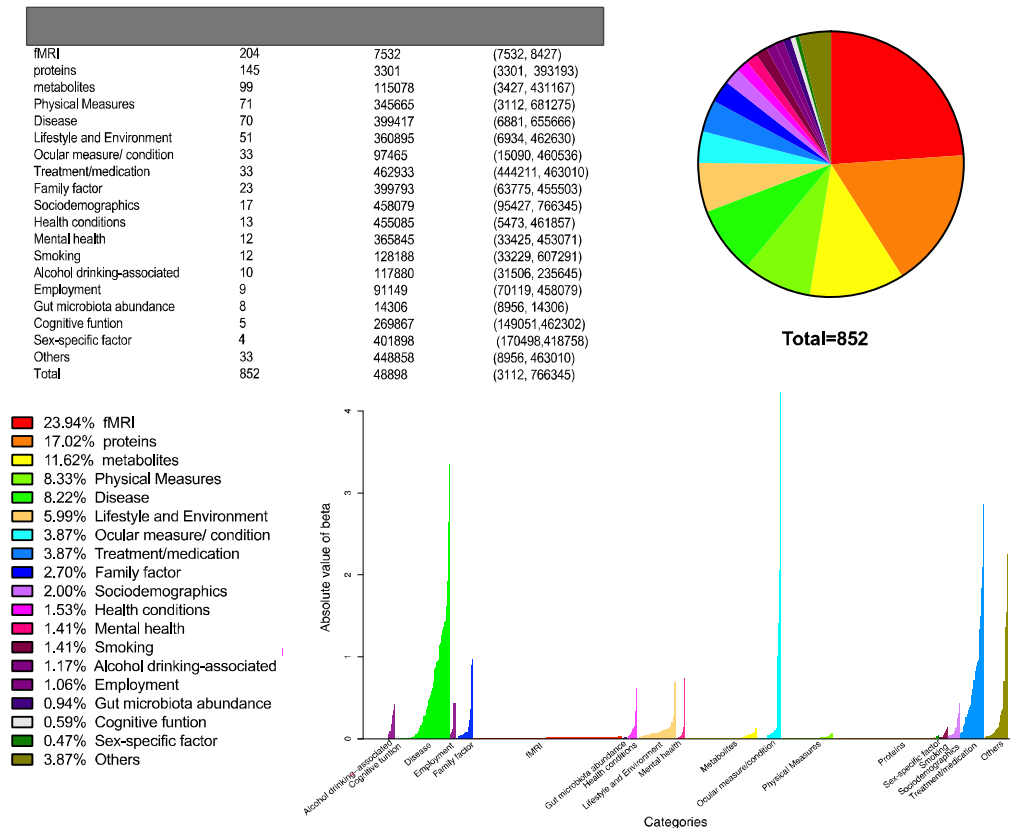 fMRI 204 7532 (7532, 8427)
proteins 145 3301 (3301, 393193)
metabolites 99 115078 (3427, 431167)
Physical Measures 71 345665 (3112, 681275)
Disease 70 399417 (6881, 655666)
Lifestyle and Environment 51 360895 (6934, 462630)
Ocular measure/ condition 33 97465 (15090, 460536)
Treatment/medication 33 462933 (444211, 463010)
Family factor 23 399793 (63775, 455503)
Sociodemographics 17 458079 (95427, 766345)
Health conditions 13 455085 (5473, 461857)
Mental health 12 365845 (33425, 453071)
Smoking 12 128188 (33229, 607291)
Alcohol drinking-associated 10 117880 (31506, 235645)
Employment 9 91149 (70119, 458079)
Gut microbiota abundance 8 14306 (8956, 14306)
Cognitive funtion 5 269867 (149051,462302)
Sex-specific factor 4 401898 (170498,418758)
Others 33 448858 (8956, 463010)
Total 852 48898 (3112, 766345)
Total=852
23.94% fMRI
17.02% proteins
11.62% metabolites
8.33% Physical Measures
8.22% Disease
5.99% Lifestyle and Environment
3.87% Ocular measure/ condition
3.87% Treatment/medication
2.70% Family factor
2.00% Sociodemographics
1.53% Health conditions
1.41% Mental health
1.41% Smoking
1.17% Alcohol drinking-associated
1.06% Employment
0.94% Gut microbiota abundance
0.59% Cognitive funtion
0.47% Sex-specific factor
3.87% Others
Absolute value of beta
4
3
2
1
0
Alcohol drinking-associated
Cognitive funtion
Disease
Employment
Family factor
fMRI
Gut microbiota abundance
Health conditions
Lifestyle and Environment
Mental health
Metabolites
Ocular measure/condition
Physical Measures
Proteins
Sex-specific factor
Smoking
Sociodemographics
Treatment/medication
Others
Categories